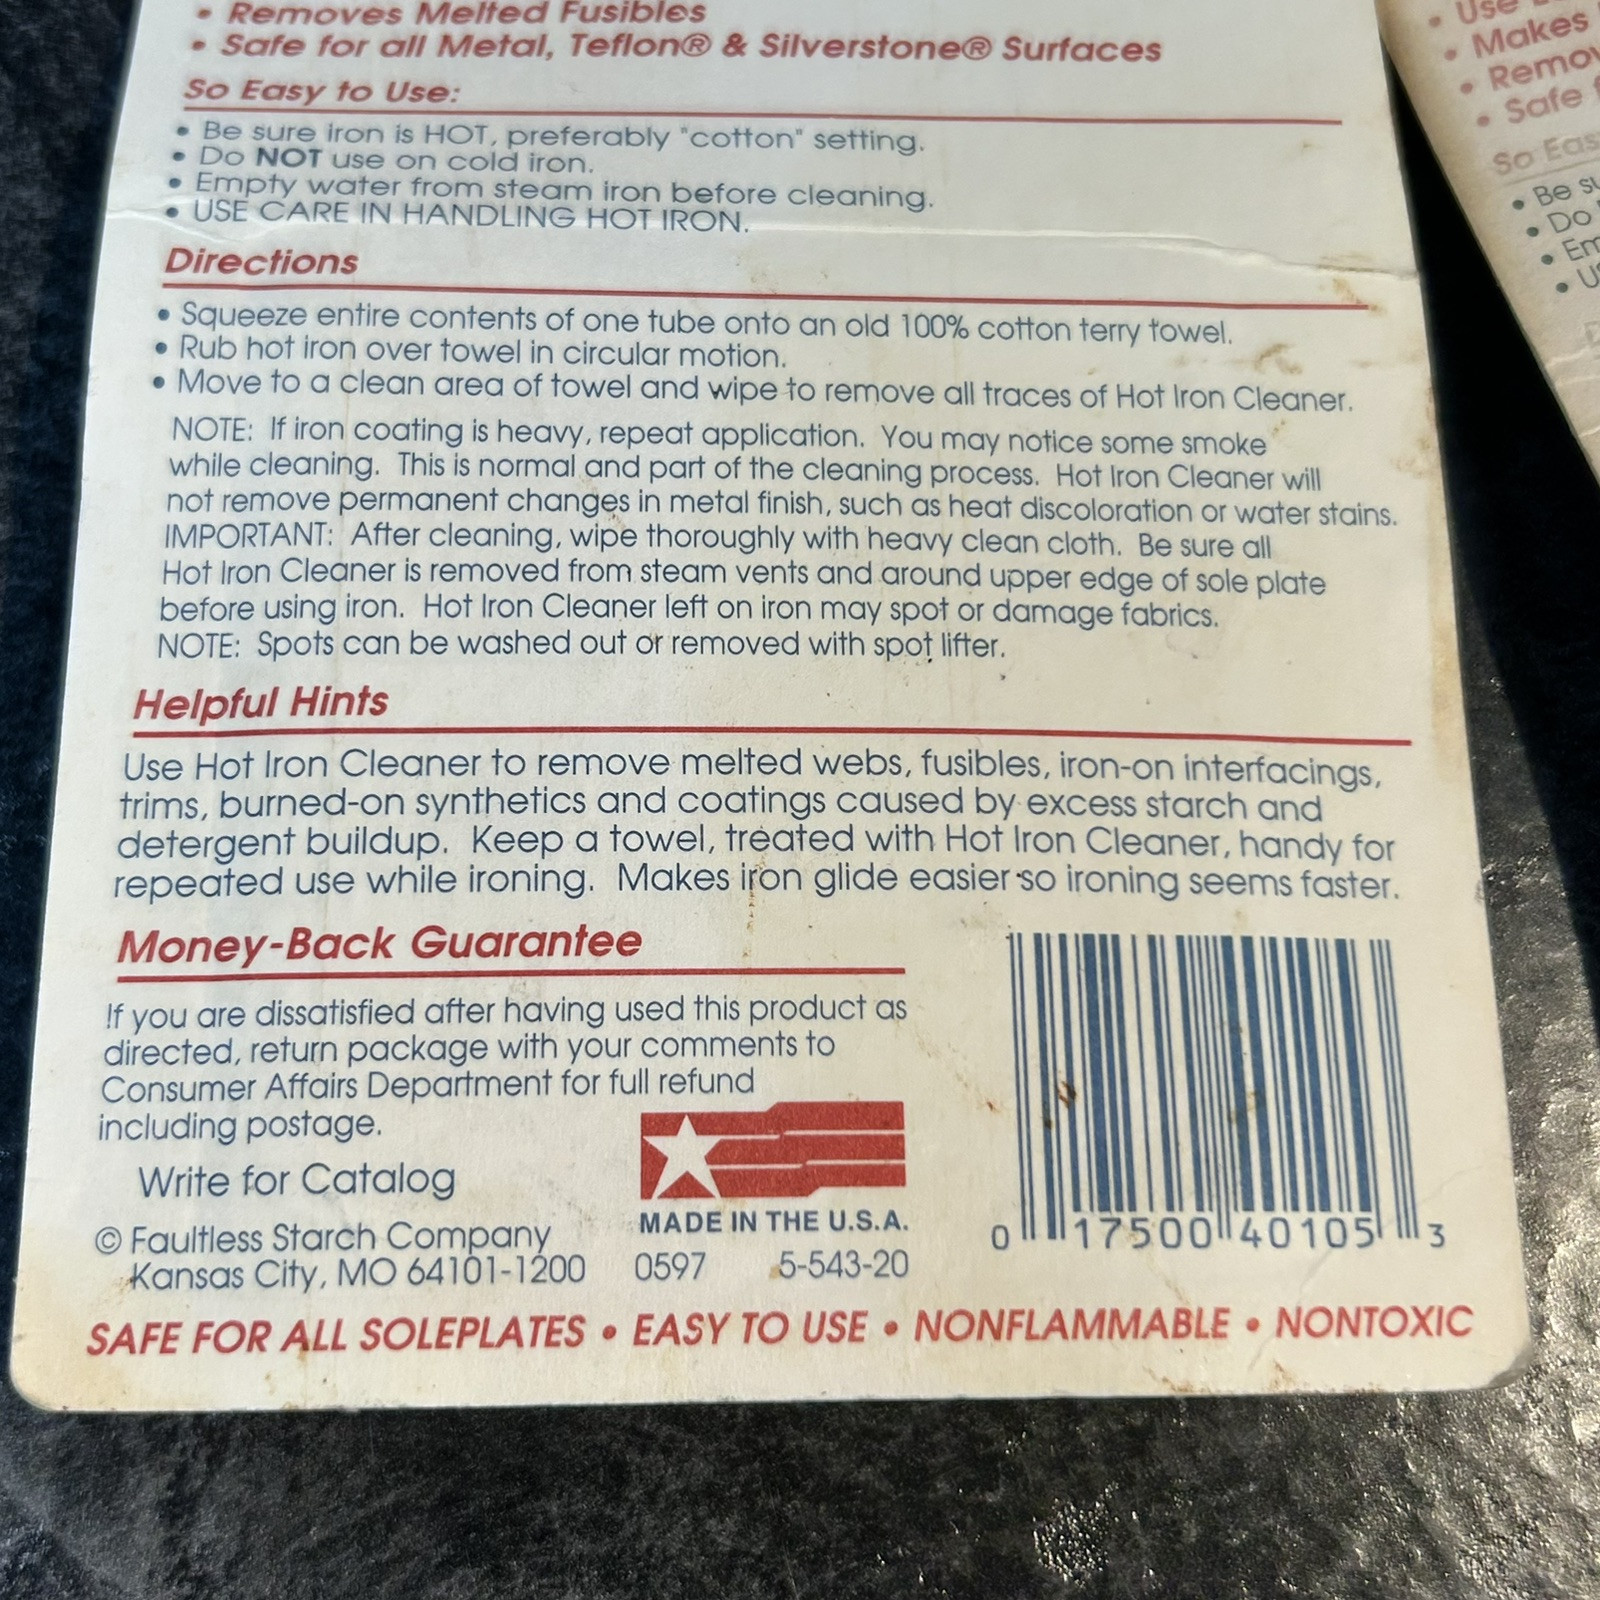 • Removes Melted Fusibles
• Safe for all Metal, Teflon® & Silverstone® Surfaces
So Easy to Use:
• Be sure iron is HOT, preferably "cotton" setting.
• Do NOT use on cold iron.
• Empty water from steam iron before cleaning.
• USE CARE IN HANDLING HOT IRON.
Directions
• Squeeze entire contents of one tube onto an old 100% cotton terry towel.
• Rub hot iron over towel in circular motion.
• Move to a clean area of towel and wipe to remove all traces of Hot Iron Cleaner.
NOTE: If iron coating is heavy, repeat application. You may notice some smoke
while cleaning. This is normal and part of the cleaning process. Hot Iron Cleaner will
not remove permanent changes in metal finish, such as heat discoloration or water stains.
IMPORTANT: After cleaning, wipe thoroughly with heavy clean cloth. Be sure all
Hot Iron Cleaner is removed from steam vents and around upper edge of sole plate
before using iron. Hot Iron Cleaner left on iron may spot or damage fabrics.
NOTE: Spots can be washed out or removed with spot lifter.
Helpful Hints
Use Hot Iron Cleaner to remove melted webs, fusibles, iron-on interfacings,
trims, burned-on synthetics and coatings caused by excess starch and
detergent buildup. Keep a towel, treated with Hot Iron Cleaner, handy for
repeated use while ironing. Makes iron glide easier so ironing seems faster.
Money-Back Guarantee
If you are dissatisfied after having used this product as
directed, return package with your comments to
Consumer Affairs Department for full refund
including postage.
Write for Catalog
© Faultless Starch Company
Kansas City, MO 64101-1200
MADE IN THE U.S.A.
0597 5-543-20
0 17500 40105 3
SAFE FOR ALL SOLEPLATES • EASY TO USE • NONFLAMMABLE • NONTOXIC
• Use
• Makes
•
• Safe
So
• Be
• Do